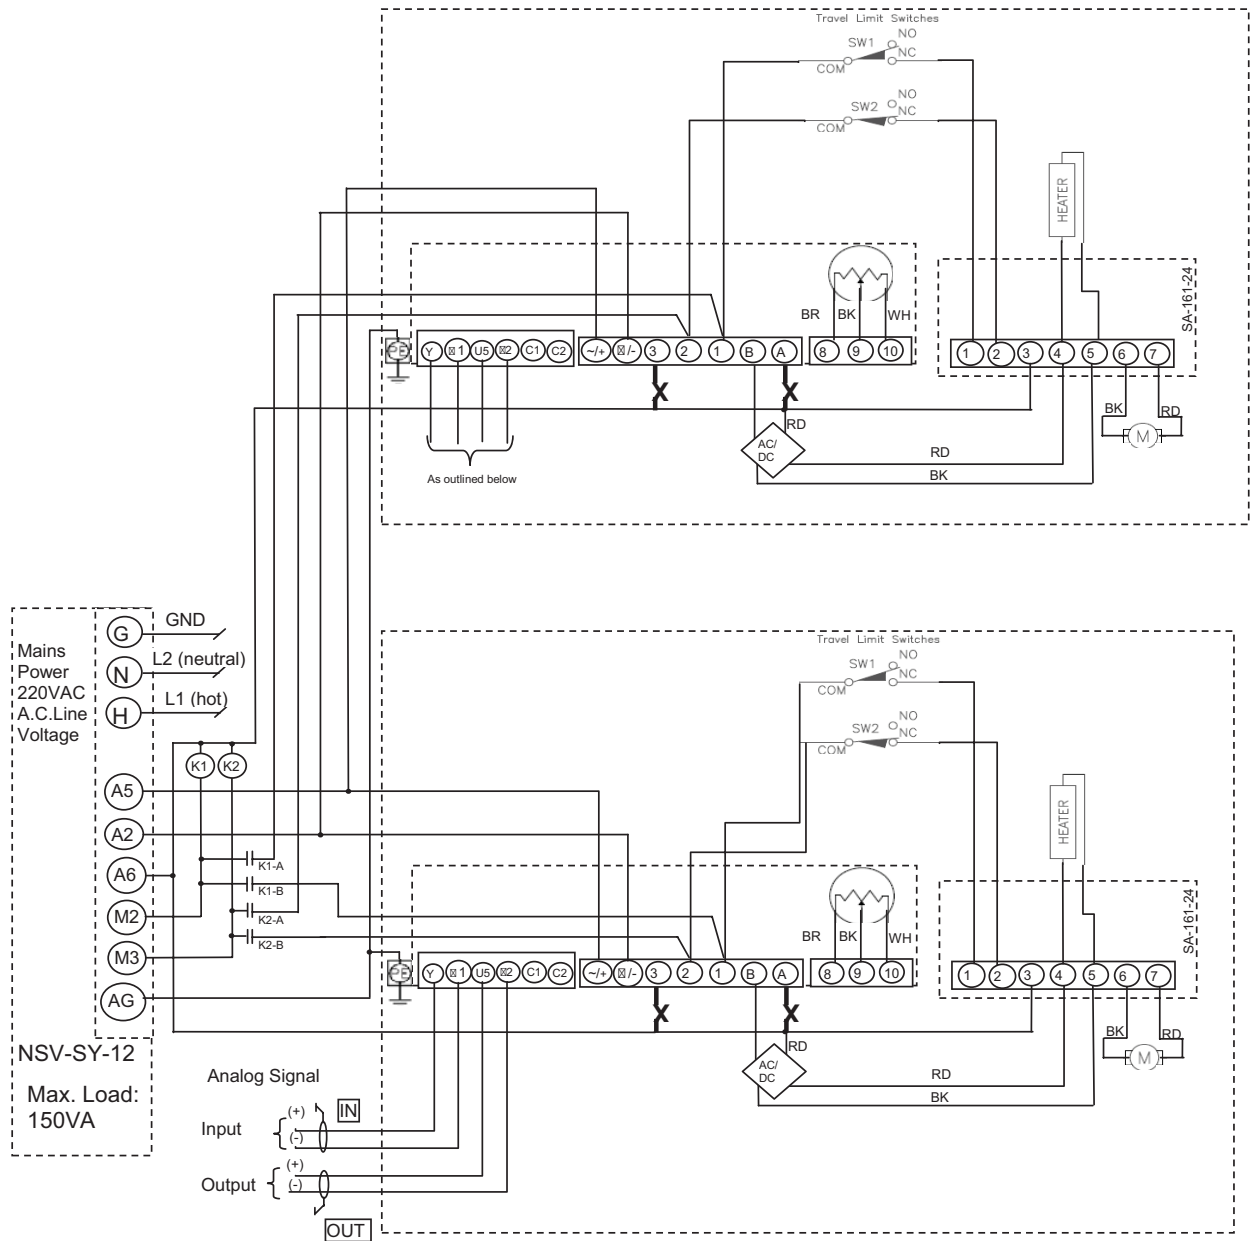 Travel Limit Switches
SW1
NO
NC
COM
SW2
NO
NC
COM
HEATER
SA-161-24
BR
BK
WH
PE
Y
1
U5
2
C1
C2
~/+
/-
3
2
1
B
A
8
9
10
1
2
3
4
5
6
7
X
X
RD
AC/
DC
RD
BK
BK
M
RD
As outlined below
Mains
Power
220VAC
A.C.Line
Voltage
G
GND
N
L2 (neutral)
H
L1 (hot)
K1
K2
A5
A2
A6
M2
M3
AG
K1-A
K1-B
K2-A
K2-B
NSV-SY-12
Max. Load:
150VA
Travel Limit Switches
SW1
NO
NC
COM
SW2
NO
NC
COM
HEATER
SA-161-24
BR
BK
WH
PE
Y
1
U5
2
C1
C2
~/+
/-
3
2
1
B
A
8
9
10
1
2
3
4
5
6
7
X
X
RD
AC/
DC
RD
BK
BK
M
RD
Analog Signal
Input
(+)
(-)
IN
Output
(+)
(-)
OUT